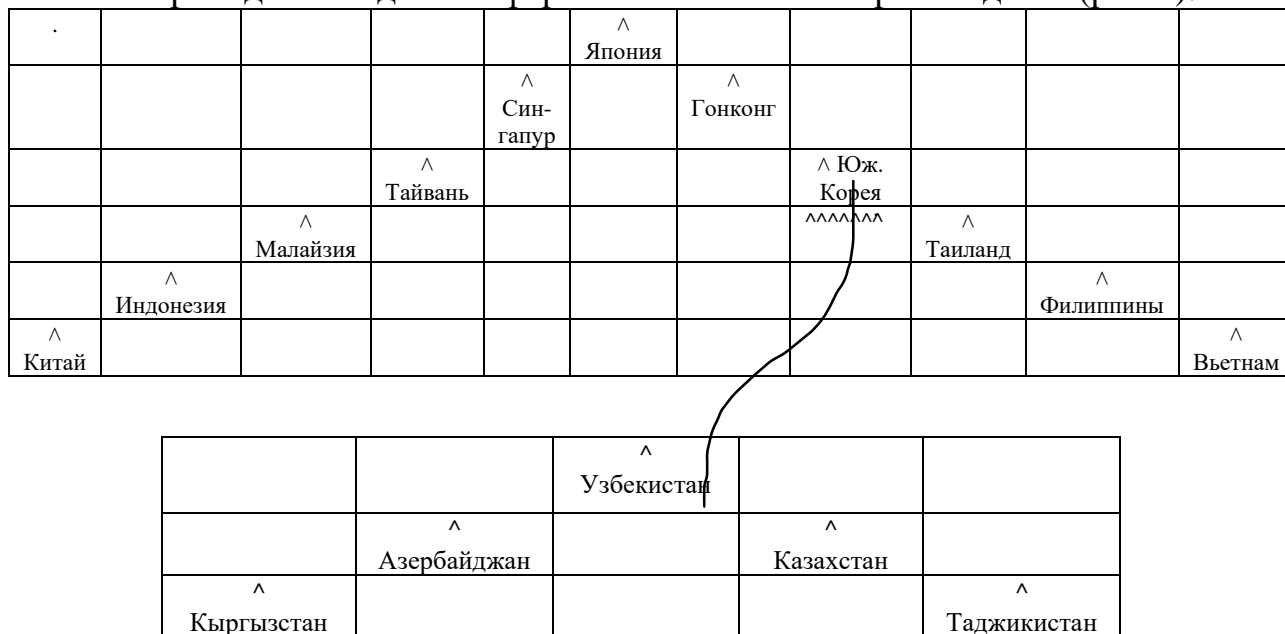 ^
Япония
^ ^
Син- Гонконг
гапур
^ ^ Юж.
Тайвань Корея
^ ^^^^^^^ ^
Малайзия Таиланд
^ ^
Индонезия Филиппины
^ ^
Китай Вьетнам
^
Узбекистан
^ ^
Азербайджан Казахстан
^ ^
Кыргызстан Таджикистан